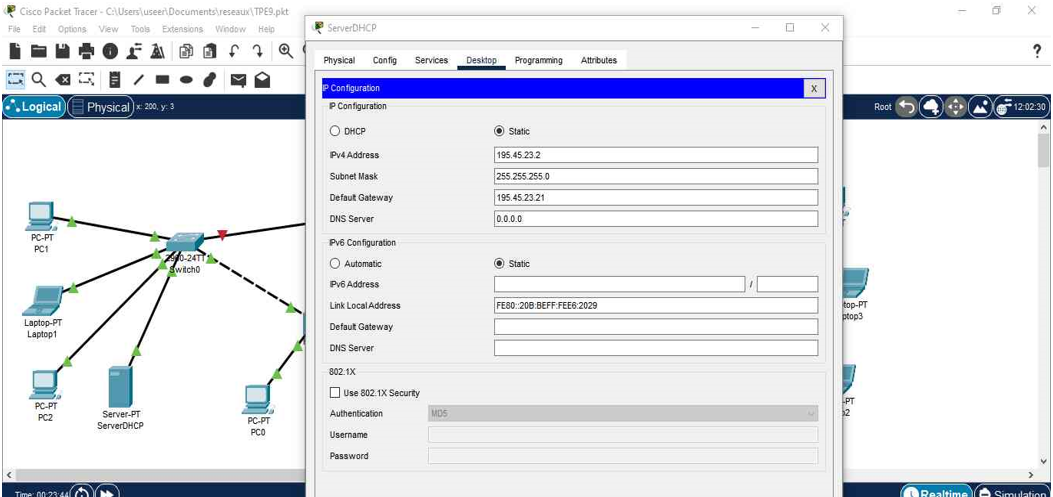 Cisco Packet Tracer - C:\Users\useer\Documents\reseaux\TPE9.pkt
File Edit Options View Tools Extensions Window Help
?
Logical Physical x: 200, y: 3
Root 12:02:30
ServerDHCP
Physical Config Services Desktop Programming Attributes
IP Configuration X
IP Configuration
DHCP Static
IPv4 Address 195.45.23.2
Subnet Mask 255.255.255.0
Default Gateway 195.45.23.21
DNS Server 0.0.0.0
IPv6 Configuration
Automatic Static
IPv6 Address /
Link Local Address FE80::20B:BEFF:FEE6:2029
Default Gateway
DNS Server
802.1X
Use 802.1X Security
Authentication MD5
Username
Password
PC-PT
PC1
2960-24TT
Switch0
Laptop-PT
Laptop1
PC-PT
PC2
Server-PT
ServerDHCP
PC-PT
PC0
top-PT
ptop3
-PT
Time: 00:23:44
Realtime Simulation